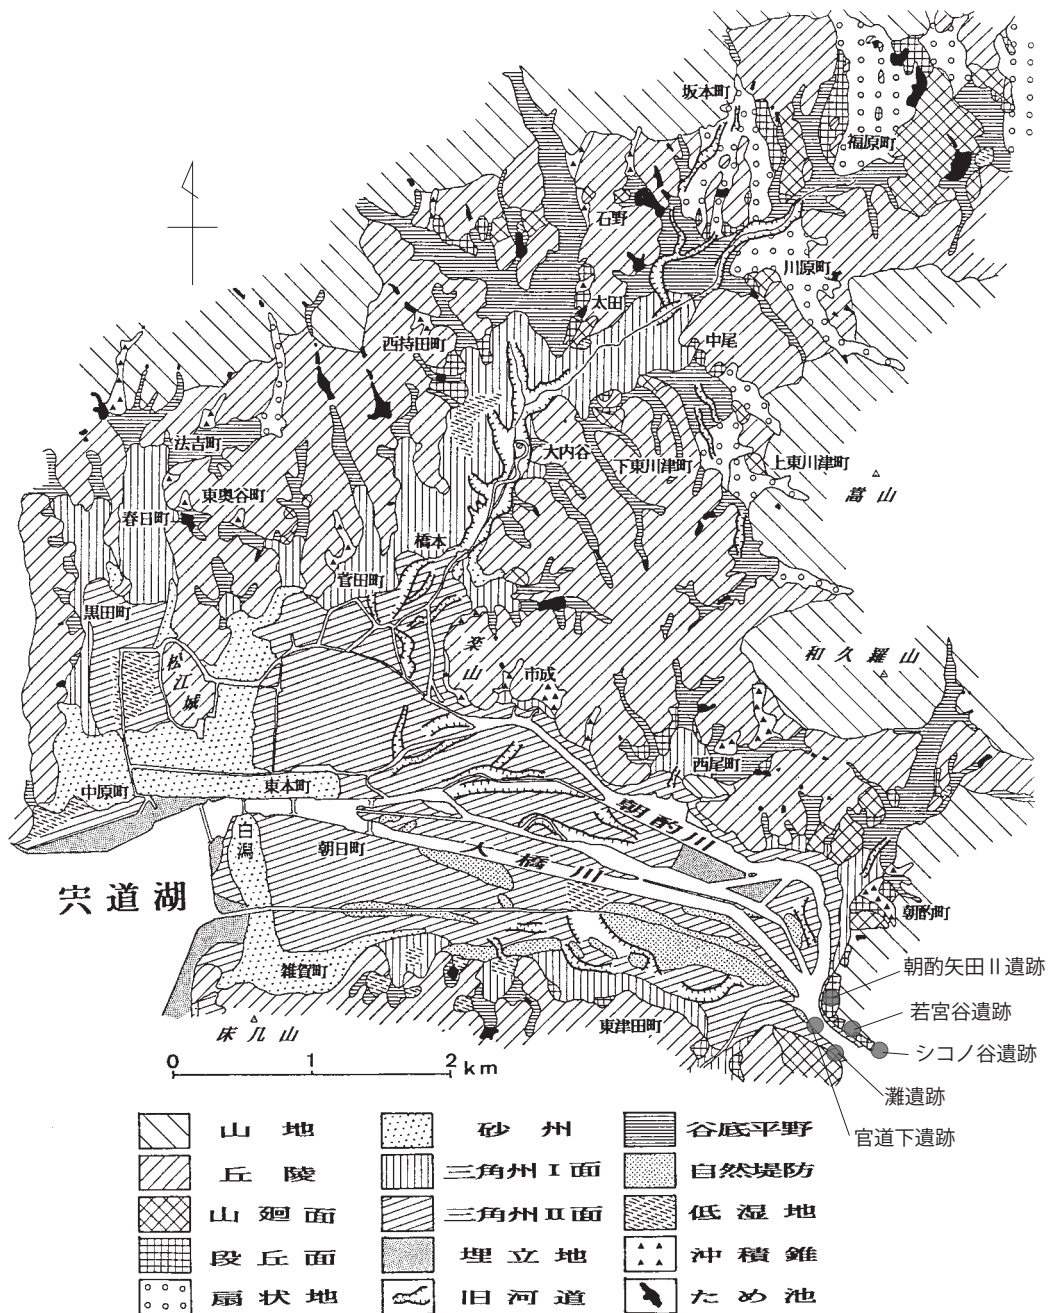 坂本町
福原町
石野
川原町
太田
西持田町
中尾
法吉町
大内谷
下東川津町
上東川津町
嵩山
東奥谷町
春日町
橋本
菅田町
黒田町
松江城
楽山
市成
和久羅山
西尾町
中原町
東本町
白潟
朝日町
大橋川
朝酌川
宍道湖
朝酌町
雑賀町
東津田町
床几山
朝酌矢田Ⅱ遺跡
若宮谷遺跡
シコノ谷遺跡
灘遺跡
官道下遺跡
0 1 2 km
山地 砂州 谷底平野
丘陵 三角州Ⅰ面 自然堤防
山廻面 三角州Ⅱ面 低湿地
段丘面 埋立地 沖積錐
扇状地 旧河道 ため池